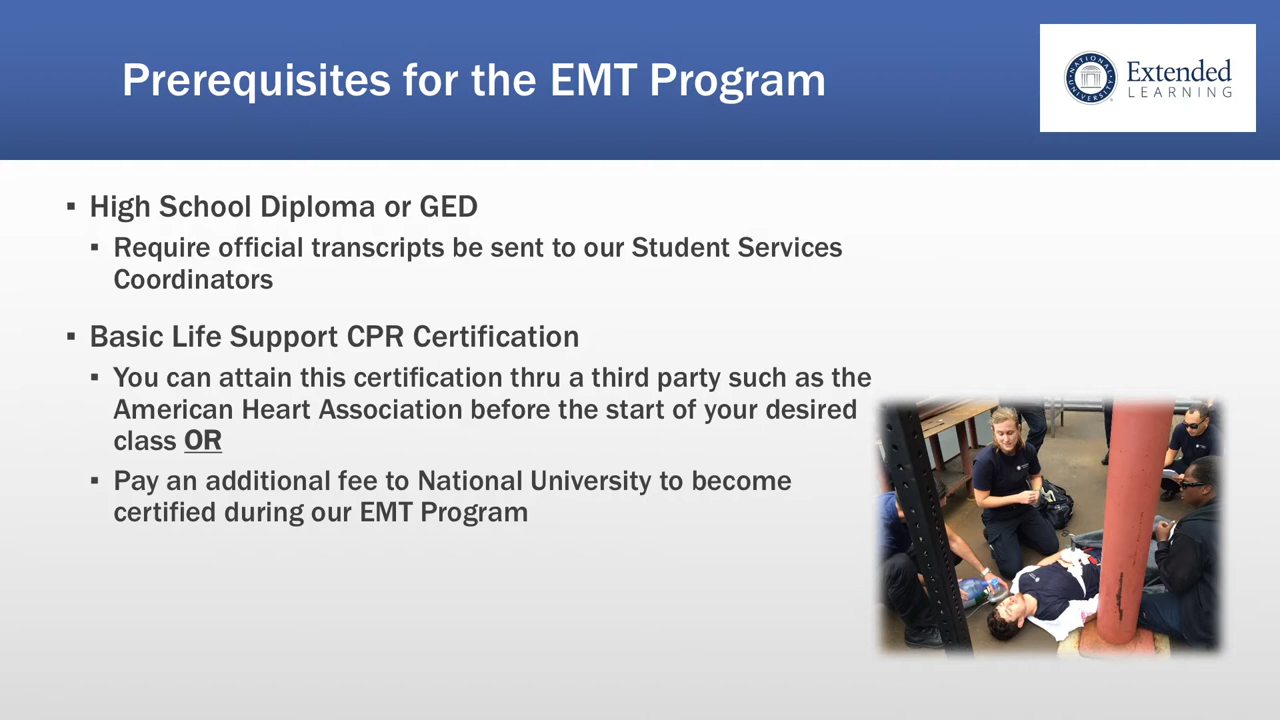 Prerequisites for the EMT Program
NATIONAL UNIVERSITY
Extended
LEARNING
▪ High School Diploma or GED
▪ Require official transcripts be sent to our Student Services
Coordinators
▪ Basic Life Support CPR Certification
▪ You can attain this certification thru a third party such as the
American Heart Association before the start of your desired
class OR
▪ Pay an additional fee to National University to become
certified during our EMT Program